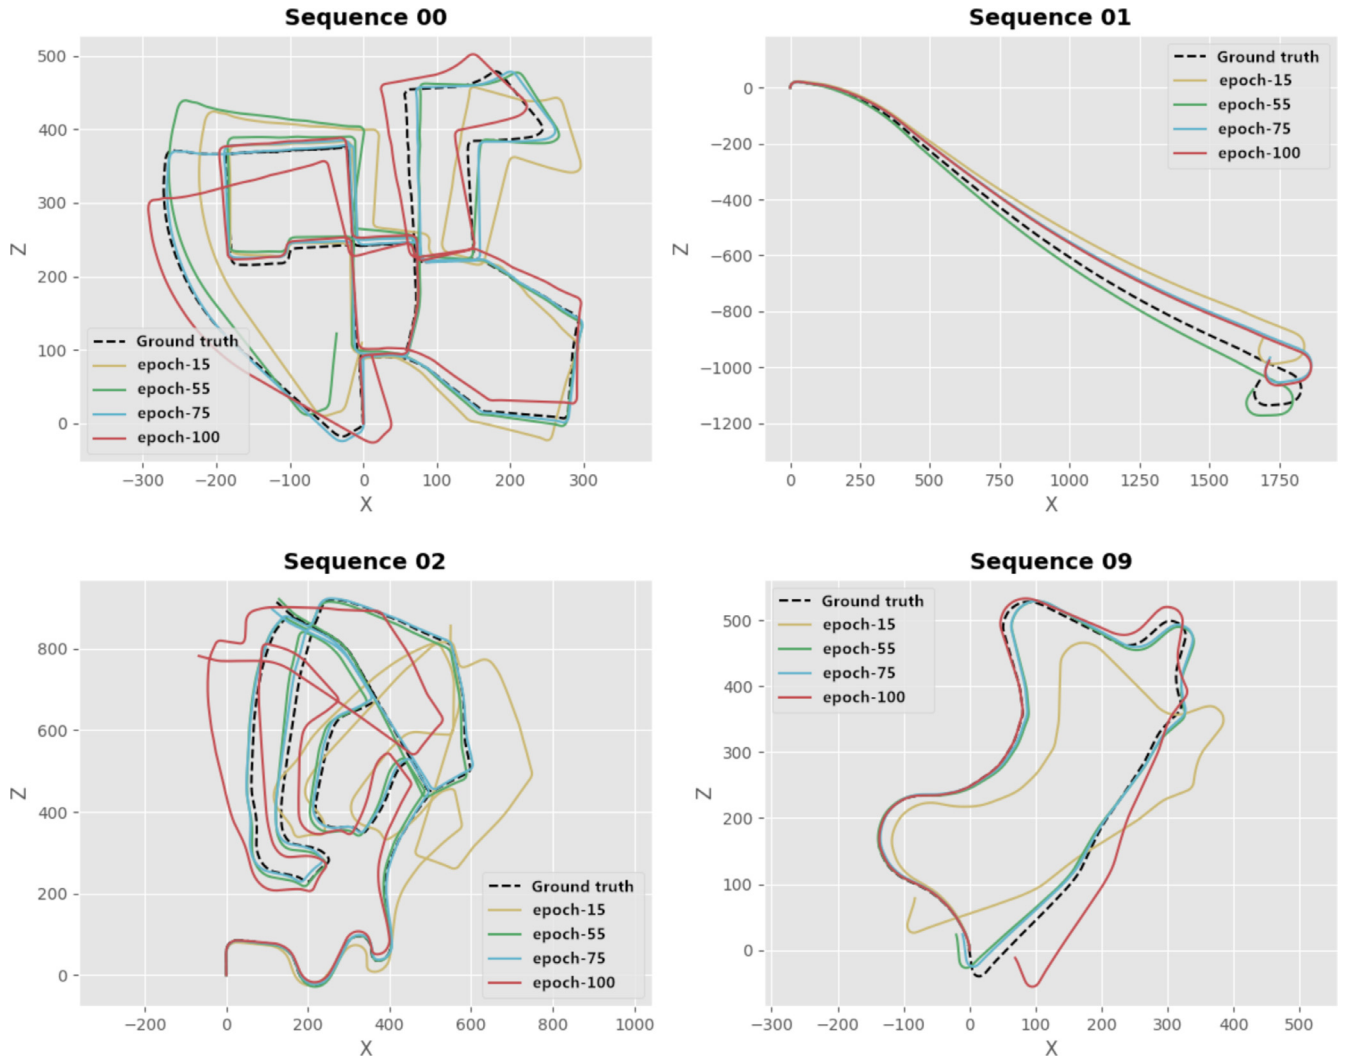 Sequence 00
500
400
300
200
100
0
Z
Ground truth
epoch-15
epoch-55
epoch-75
epoch-100
−300 −200 −100 0 100 200 300
X
Sequence 01
0
−200
−400
−600
−800
−1000
−1200
Z
Ground truth
epoch-15
epoch-55
epoch-75
epoch-100
0 250 500 750 1000 1250 1500 1750
X
Sequence 02
800
600
400
200
0
Z
Ground truth
epoch-15
epoch-55
epoch-75
epoch-100
−200 0 200 400 600 800 1000
X
Sequence 09
500
400
300
200
100
0
Z
Ground truth
epoch-15
epoch-55
epoch-75
epoch-100
−300 −200 −100 0 100 200 300 400 500
X